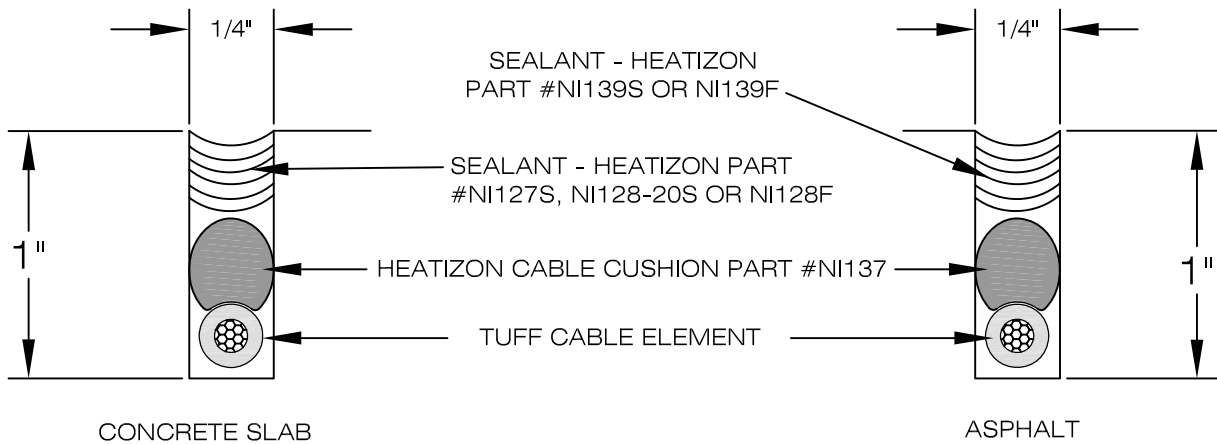 1/4"
1/4"
SEALANT - HEATIZON
PART #NI139S OR NI139F
SEALANT - HEATIZON PART
#NI127S, NI128-20S OR NI128F
1"
HEATIZON CABLE CUSHION PART #NI137
1"
TUFF CABLE ELEMENT
CONCRETE SLAB
ASPHALT